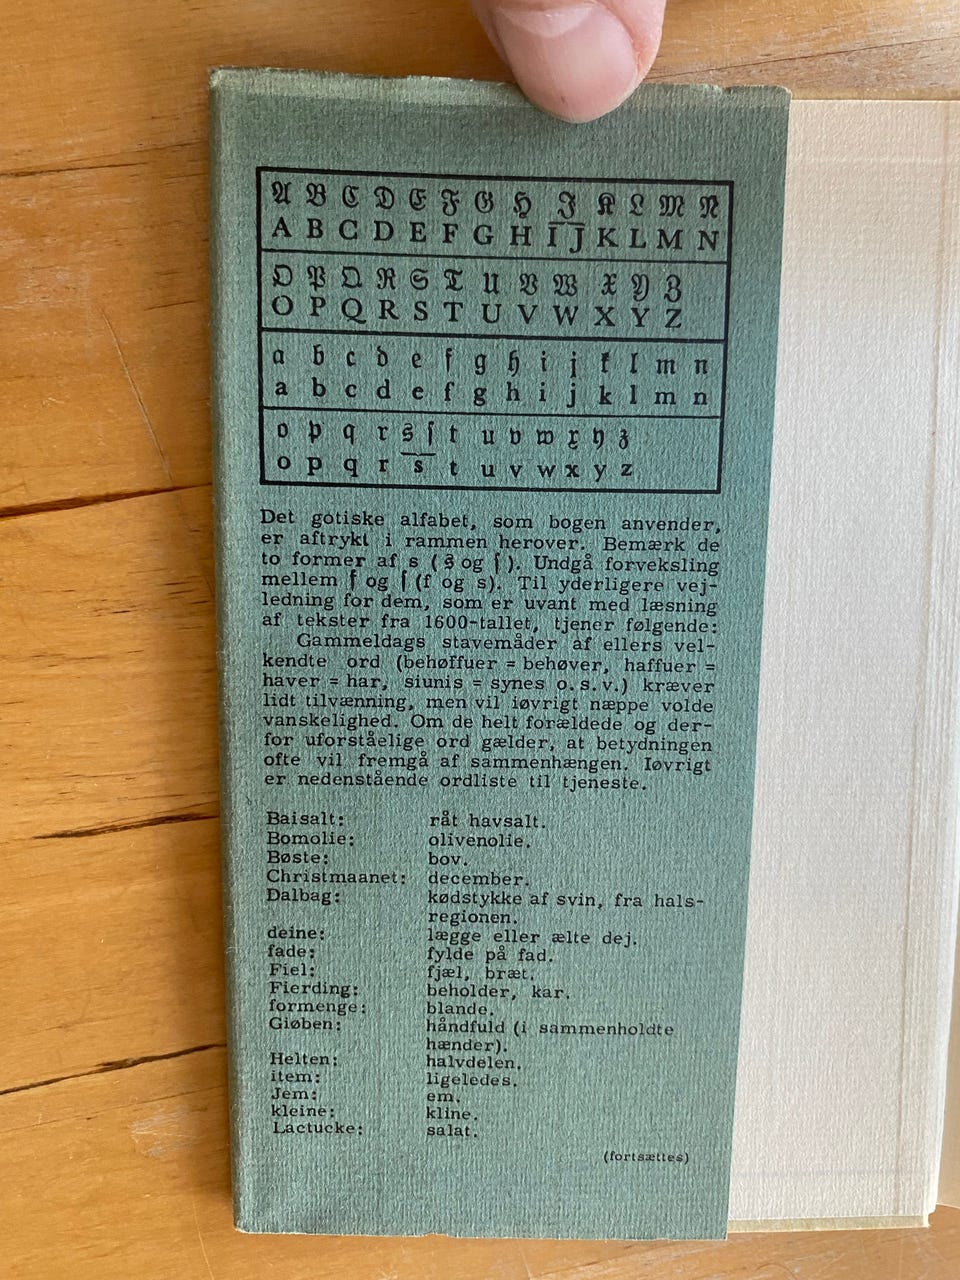 𝔄 𝔅 ℭ 𝔇 𝔈 𝔉 𝔊 ℌ 𝔍 𝔎 𝔏 𝔐 𝔑
A B C D E F G H I J K L M N
𝔒 𝔓 𝔔 ℜ 𝔖 𝔗 𝔘 𝔙 𝔚 𝔛 𝔜 ℨ
O P Q R S T U V W X Y Z
𝔞 𝔟 𝔠 𝔡 𝔢 𝔣 𝔤 𝔥 𝔦 𝔧 𝔨 𝔩 𝔪 𝔫
a b c d e f g h i j k l m n
𝔬 𝔭 𝔮 𝔯 𝔰 ſ 𝔱 𝔲 𝔳 𝔴 𝔵 𝔶 𝔷
o p q r s t u v w x y z
Det gotiske alfabet, som bogen anvender,
er aftrykt i rammen herover. Bemærk de
to former af s (𝔰 og ſ). Undgå forveksling
mellem 𝔣 og ſ (f og s). Til yderligere vej-
ledning for dem, som er uvant med læsning
af tekster fra 1600-tallet, tjener følgende:
Gammeldags stavemåder af ellers vel-
kendte ord (behøffuer = behøver, haffuer =
haver = har, siunis = synes o.s.v.) kræver
lidt tilvænning, men vil iøvrigt næppe volde
vanskelighed. Om de helt forældede og der-
for uforståelige ord gælder, at betydningen
ofte vil fremgå af sammenhængen. Iøvrigt
er nedenstående ordliste til tjeneste.
Baisalt: råt havsalt.
Bomolie: olivenolie.
Bøste: bov.
Christmaanet: december.
Dalbag: kødstykke af svin, fra hals-
regionen.
deine: lægge eller ælte dej.
fade: fylde på fad.
Fiel: fjæl, bræt.
Fierding: beholder, kar.
formenge: blande.
Giøben: håndfuld (i sammenholdte
hænder).
Helten: halvdelen.
item: ligeledes.
Jem: em.
kleine: kline.
Lactucke: salat.
(fortsættes)